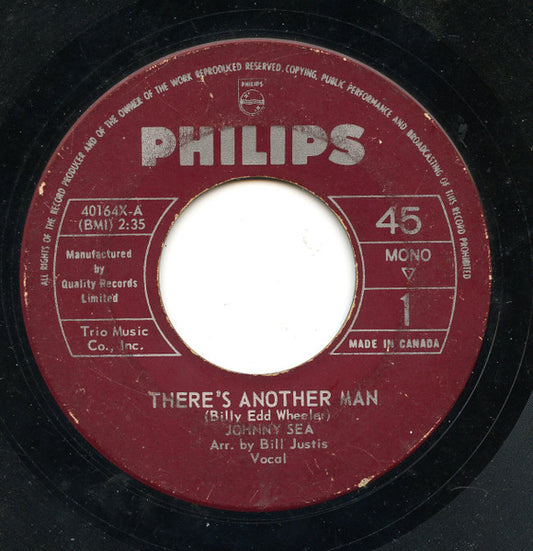 ALL RIGHTS OF THE RECORD PRODUCER AND OF THE OWNER OF THE WORK REPRODUCED RESERVED. COPYING, PUBLIC PERFORMANCE AND BROADCASTING OF THIS RECORD PROHIBITED
PHILIPS
PHILIPS
40164X-A
(BMI) 2:35
Manufactured
by
Quality Records
Limited
Trio Music
Co., Inc.
45
MONO
1
MADE IN CANADA
THERE'S ANOTHER MAN
(Billy Edd Wheeler)
JOHNNY SEA
Arr. by Bill Justis
Vocal